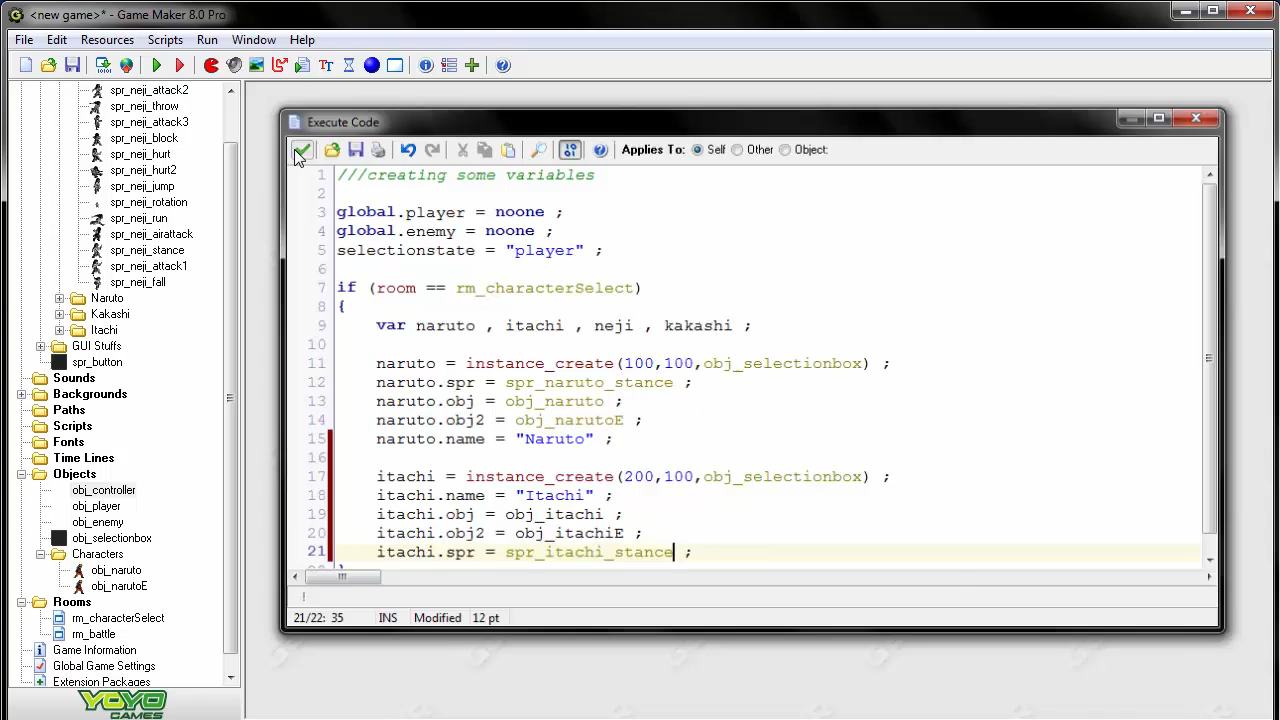 <new game>* - Game Maker 8.0 Pro
File Edit Resources Scripts Run Window Help
spr_neji_attack2
spr_neji_throw
spr_neji_attack3
spr_neji_block
spr_neji_hurt
spr_neji_hurt2
spr_neji_jump
spr_neji_rotation
spr_neji_run
spr_neji_airattack
spr_neji_stance
spr_neji_attack1
spr_neji_fall
Naruto
Kakashi
Itachi
GUI Stuffs
spr_button
Sounds
Backgrounds
Paths
Scripts
Fonts
Time Lines
Objects
obj_controller
obj_player
obj_enemy
obj_selectionbox
Characters
obj_naruto
obj_narutoE
Rooms
rm_characterSelect
rm_battle
Game Information
Global Game Settings
Extension Packages
YOYO
GAMES
Execute Code
Applies To: Self Other Object:
1 ///creating some variables
2
3 global.player = noone ;
4 global.enemy = noone ;
5 selectionstate = "player" ;
6
7 if (room == rm_characterSelect)
8 {
9 var naruto , itachi , neji , kakashi ;
10
11 naruto = instance_create(100,100,obj_selectionbox) ;
12 naruto.spr = spr_naruto_stance ;
13 naruto.obj = obj_naruto ;
14 naruto.obj2 = obj_narutoE ;
15 naruto.name = "Naruto" ;
16
17 itachi = instance_create(200,100,obj_selectionbox) ;
18 itachi.name = "Itachi" ;
19 itachi.obj = obj_itachi ;
20 itachi.obj2 = obj_itachiE ;
21 itachi.spr = spr_itachi_stance ;
21/22: 35 INS Modified 12 pt